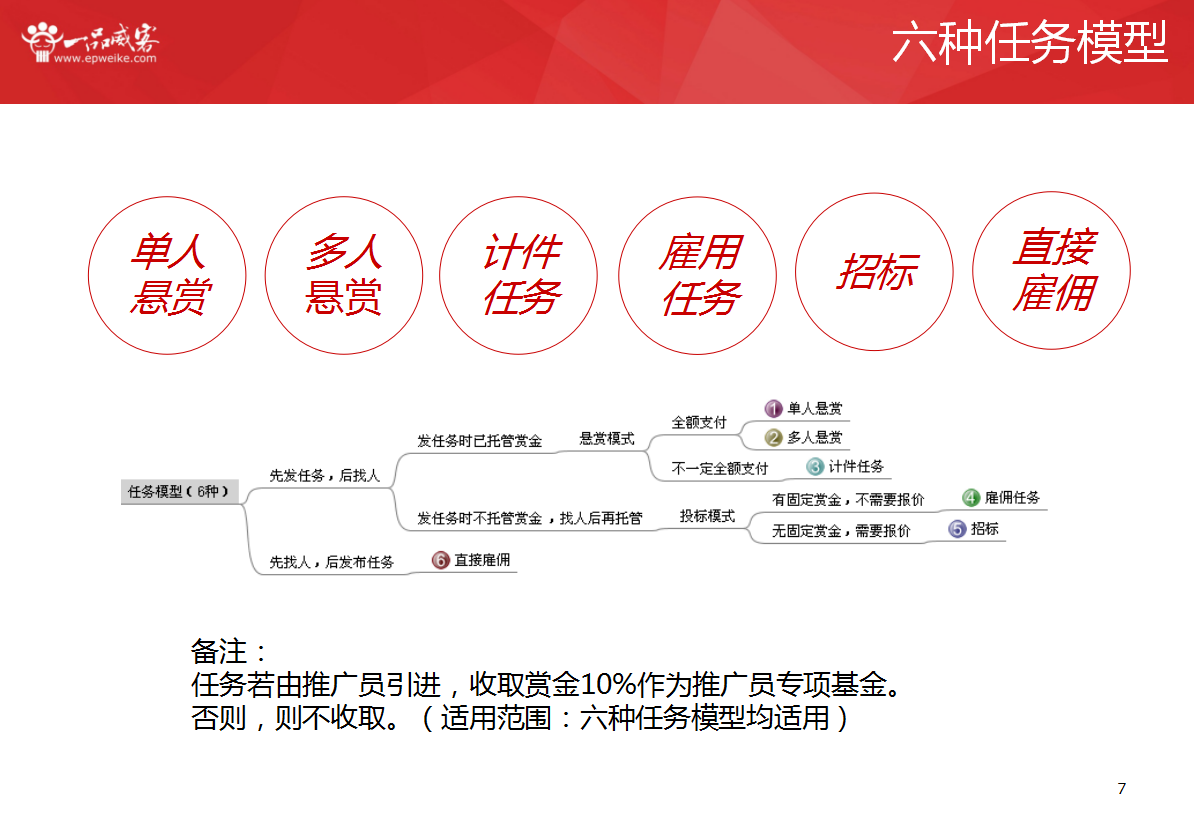 一品威客
www.epweike.com
六种任务模型
单人
悬赏
多人
悬赏
计件
任务
雇用
任务
招标
直接
雇佣
任务模型（6种）
先发任务，后找人
发任务时已托管赏金
悬赏模式
全额支付
1 单人悬赏
2 多人悬赏
不一定全额支付
3 计件任务
发任务时不托管赏金，找人后再托管
投标模式
有固定赏金，不需要报价
4 雇佣任务
无固定赏金，需要报价
5 招标
先找人，后发布任务
6 直接雇佣
备注：
任务若由推广员引进，收取赏金10%作为推广员专项基金。
否则，则不收取。（适用范围：六种任务模型均适用）
7